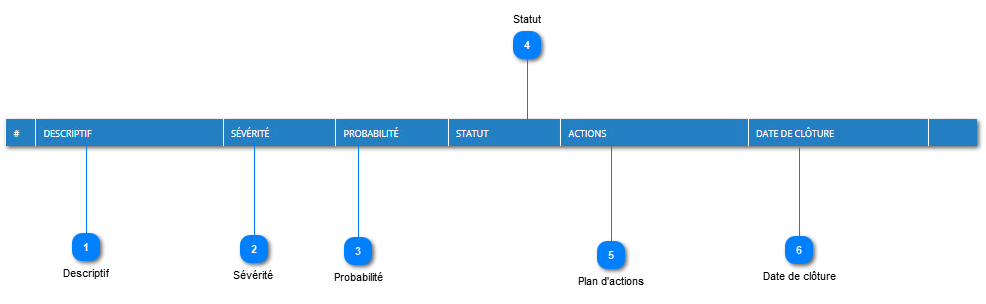 Statut
4
# DESCRIPTIF SÉVÉRITÉ PROBABILITÉ STATUT ACTIONS DATE DE CLÔTURE
1 2 3 5 6
Descriptif Sévérité Probabilité Plan d'actions Date de clôture